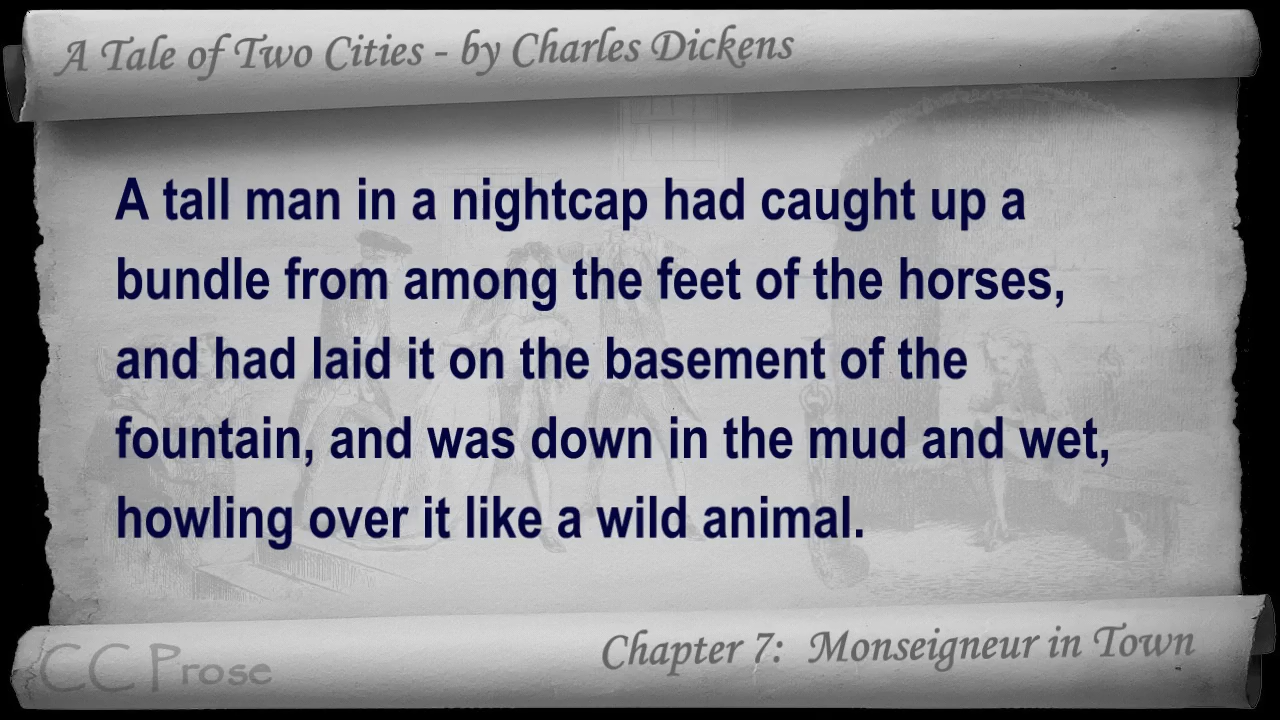 A Tale of Two Cities - by Charles Dickens
A tall man in a nightcap had caught up a
bundle from among the feet of the horses,
and had laid it on the basement of the
fountain, and was down in the mud and wet,
howling over it like a wild animal.
Chapter 7: Monseigneur in Town
CC Prose